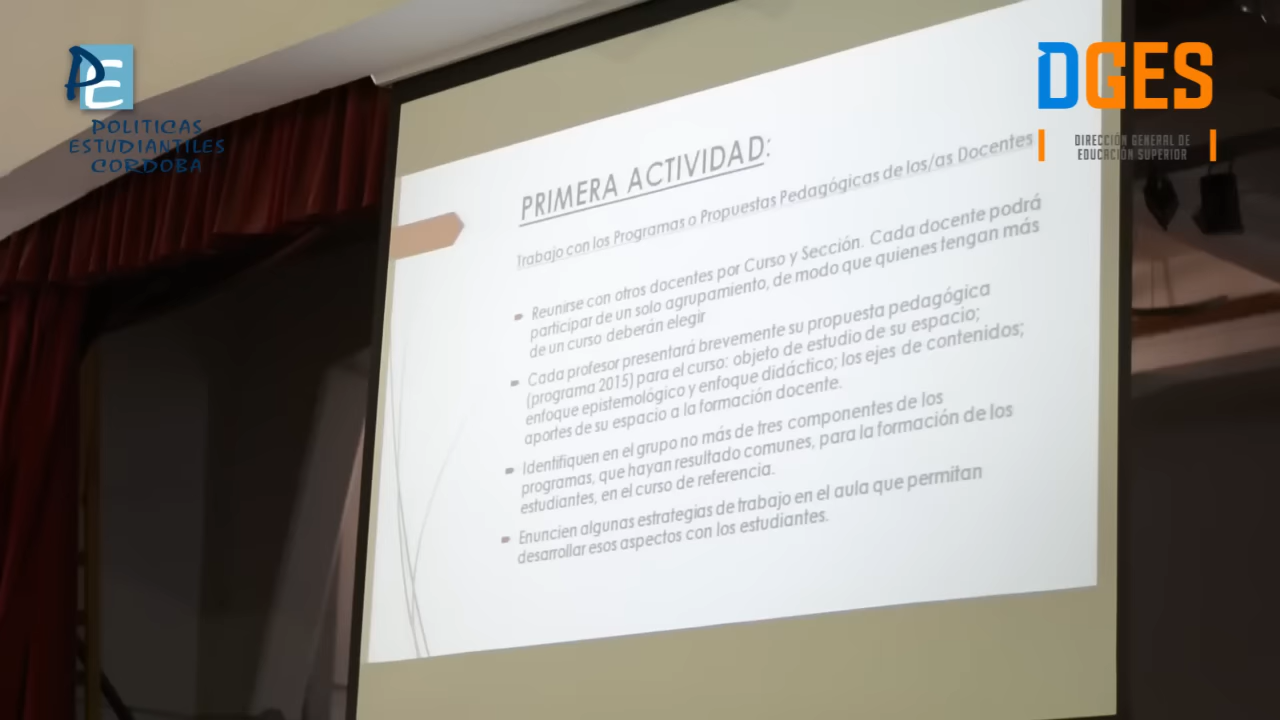 PE
POLITICAS
ESTUDIANTILES
CORDOBA
DGES
DIRECCIÓN GENERAL DE
EDUCACIÓN SUPERIOR
PRIMERA ACTIVIDAD:
Trabajo con los Programas o Propuestas Pedagógicas de los/as Docentes
Reunirse con otros docentes por Curso y Sección. Cada docente podrá
participar de un solo agrupamiento, de modo que quienes tengan más
de un curso deberán elegir
Cada profesor presentará brevemente su propuesta pedagógica
(programa 2015) para el curso: objeto de estudio de su espacio;
enfoque epistemológico y enfoque didáctico; los ejes de contenidos;
aportes de su espacio a la formación docente.
Identifiquen en el grupo no más de tres componentes de los
programas, que hayan resultado comunes, para la formación de los
estudiantes, en el curso de referencia.
Enuncien algunas estrategias de trabajo en el aula que permitan
desarrollar esos aspectos con los estudiantes.